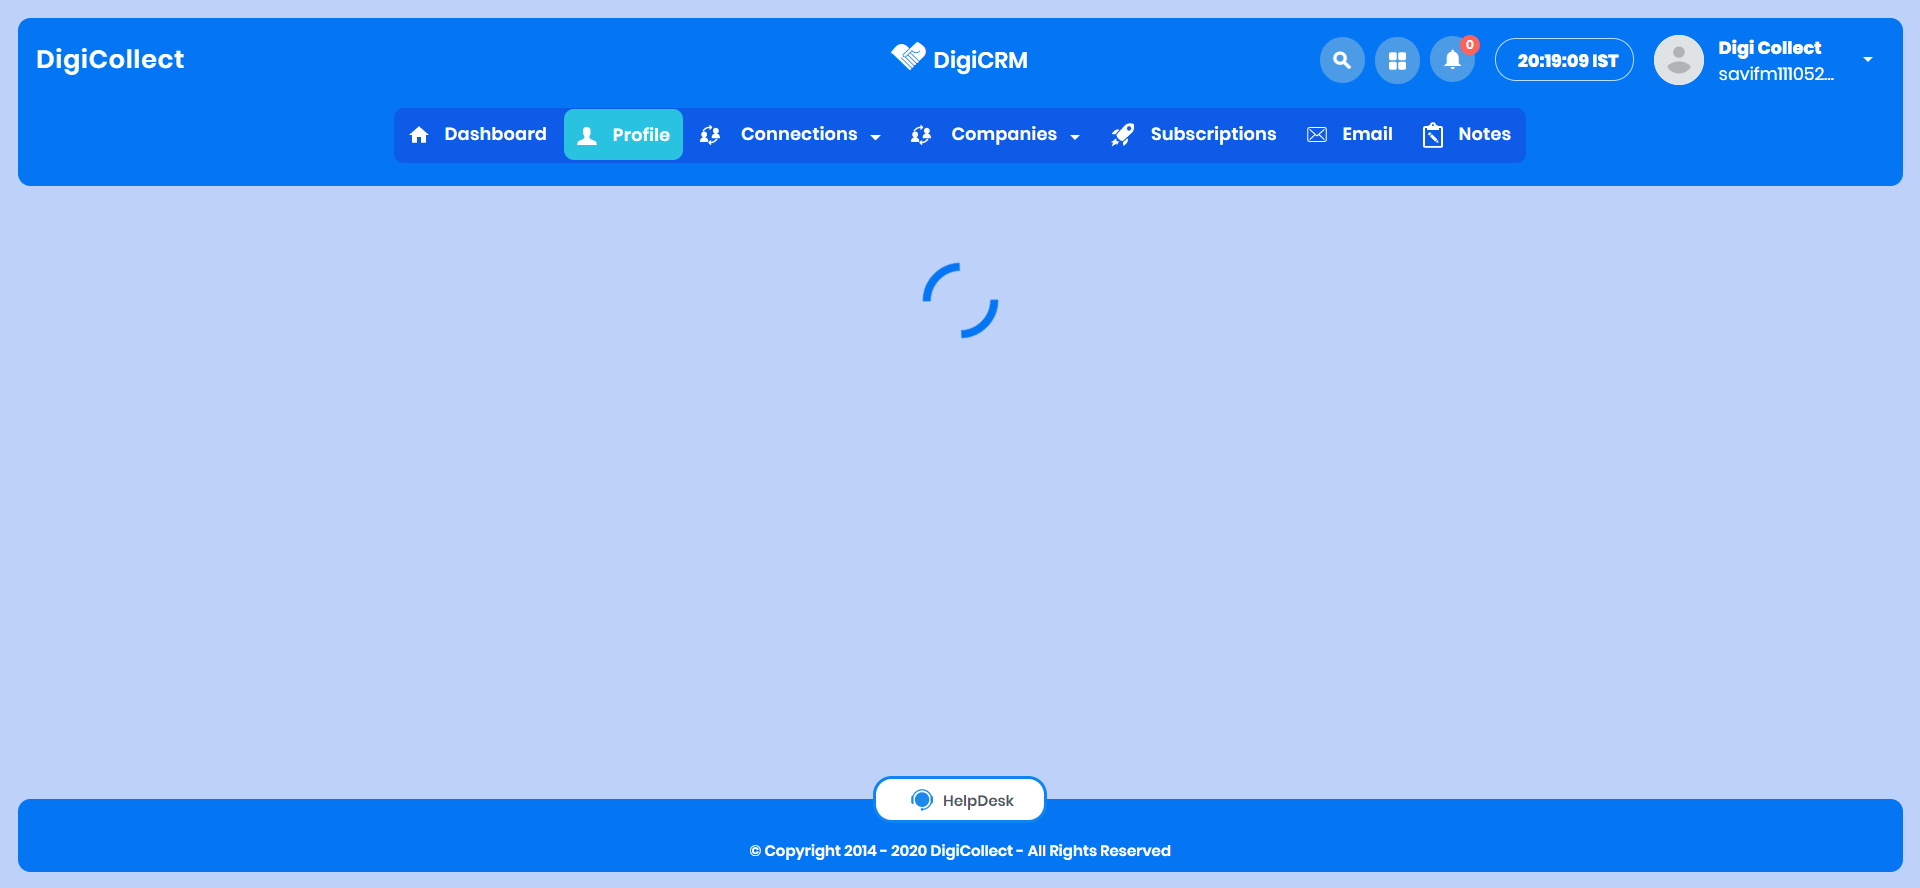 DigiCollect
DigiCRM
0
20:19:09 IST
Digi Collect
savifm111052...
Dashboard
Profile
Connections
Companies
Subscriptions
Email
Notes
HelpDesk
© Copyright 2014 - 2020 DigiCollect - All Rights Reserved